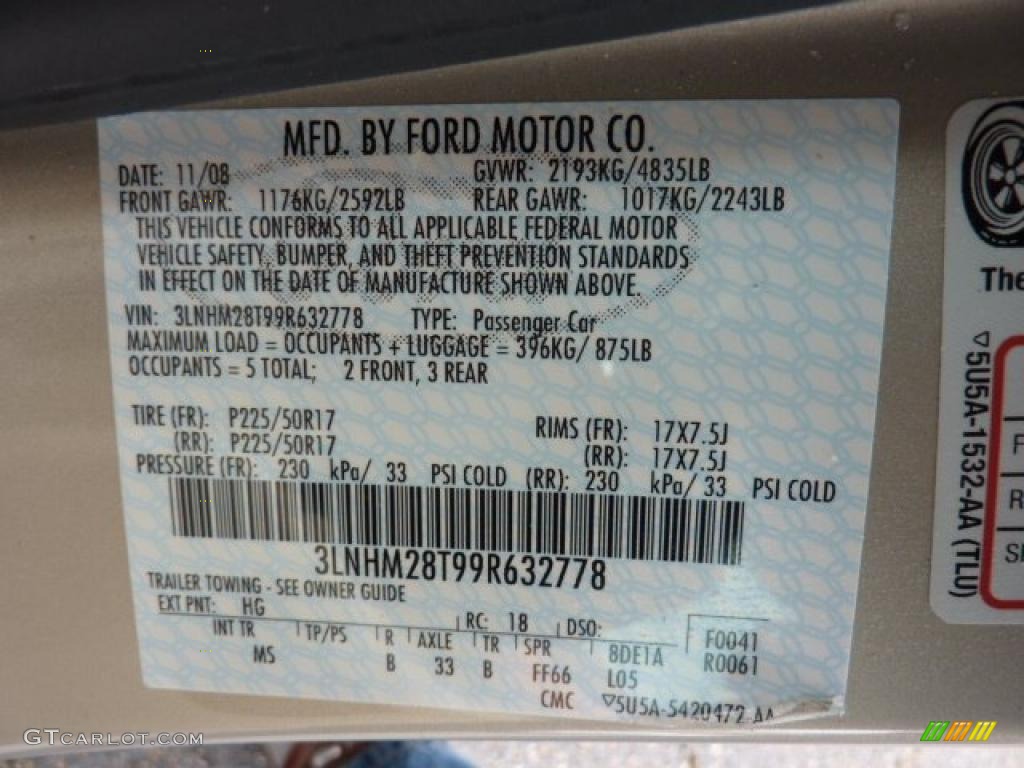 MFD. BY FORD MOTOR CO.
DATE: 11/08 GVWR: 2193KG/4835LB
FRONT GAWR: 1176KG/2592LB REAR GAWR: 1017KG/2243LB
THIS VEHICLE CONFORMS TO ALL APPLICABLE FEDERAL MOTOR
VEHICLE SAFETY, BUMPER, AND THEFT PREVENTION STANDARDS
IN EFFECT ON THE DATE OF MANUFACTURE SHOWN ABOVE.
VIN: 3LNHM28T99R632778 TYPE: Passenger Car
MAXIMUM LOAD = OCCUPANTS + LUGGAGE = 396KG/ 875LB
OCCUPANTS = 5 TOTAL; 2 FRONT, 3 REAR
TIRE (FR): P225/50R17 RIMS (FR): 17X7.5J
(RR): P225/50R17 (RR): 17X7.5J
PRESSURE (FR): 230 kPa/ 33 PSI COLD (RR): 230 kPa/ 33 PSI COLD
3LNHM28T99R632778
TRAILER TOWING - SEE OWNER GUIDE
EXT PNT: HG RC: 18 DSO: F0041
INT TR TP/PS R AXLE TR SPR 8DE1A R0061
M5 B 33 B FF66 L05
CMC ▽5U5A-5420472 AA
The
▽5U5A-1532-AA (TLU)
F
R
GTCARLOT.COM